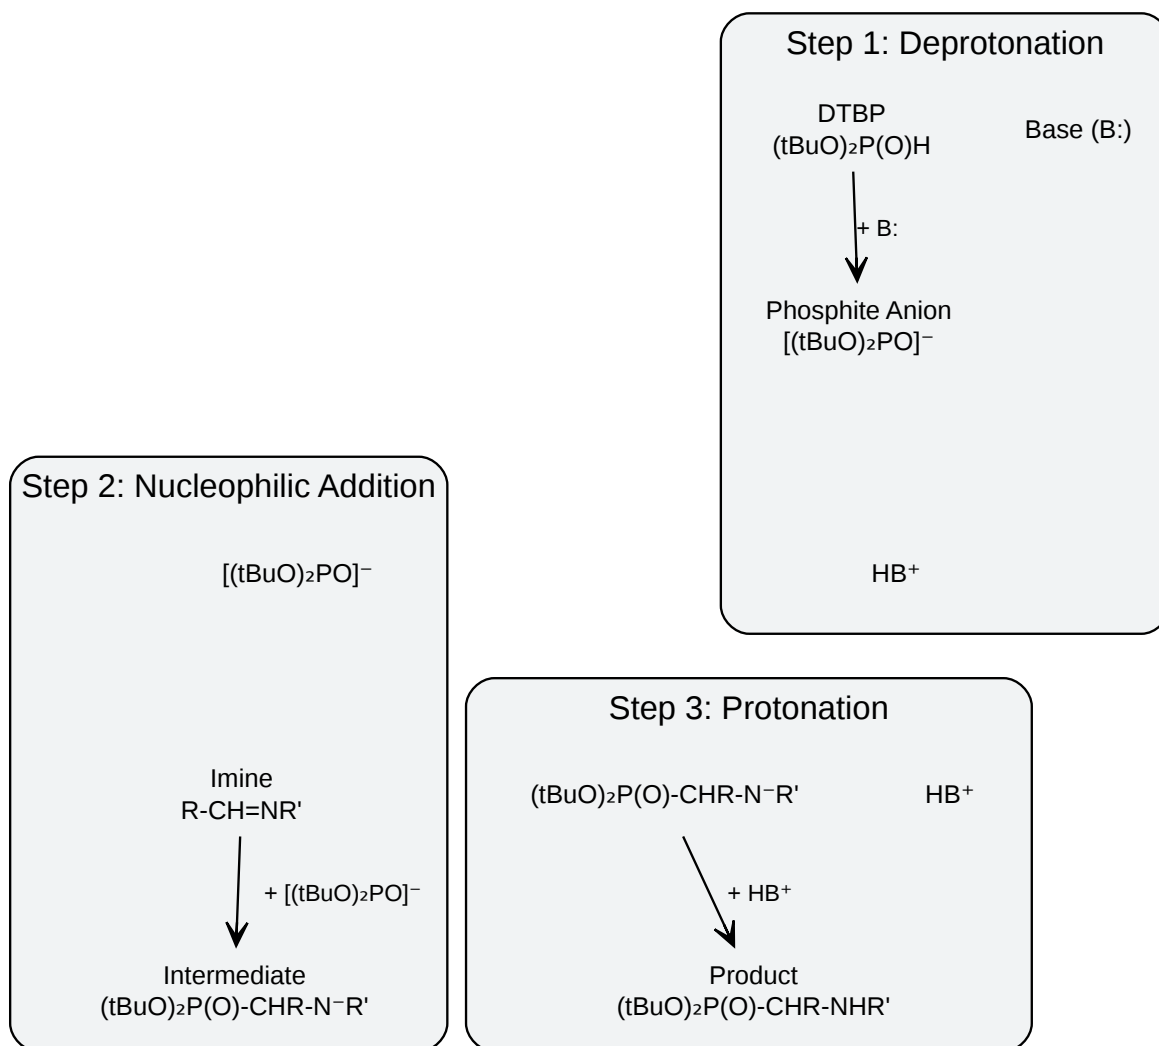 Step 1: Deprotonation
DTBP
(tBuO)₂P(O)H
Base (B:)
+ B:
Phosphite Anion
[(tBuO)₂PO]⁻
HB⁺
Step 2: Nucleophilic Addition
[(tBuO)₂PO]⁻
Imine
R-CH=NR'
+ [(tBuO)₂PO]⁻
Intermediate
(tBuO)₂P(O)-CHR-N⁻R'
Step 3: Protonation
(tBuO)₂P(O)-CHR-N⁻R'
HB⁺
+ HB⁺
Product
(tBuO)₂P(O)-CHR-NHR'